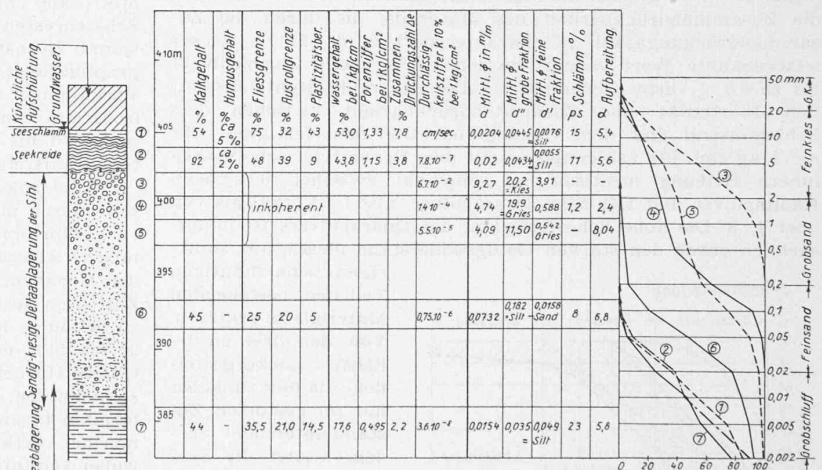 Künstliche
Aufschüttung
Grundwasser
Seeschlamm
Seekreide
Sandig-kiesige Deltaablagerung der Sihl
eablagerung
410m
405
400
395
390
385
Kalkgehalt
%
Humusgehalt
%
Fliessgrenze
%
Ausrollgrenze
%
Plastizitätsber.
%
Wassergehalt
bei 1kg/cm²
Porenziffer
bei 1kg/cm²
Zusammen-
drückungszahl Δe
%
Durchlässig-
keitsziffer k 10%
bei 1kg/cm²
Mittl. ϕ in m/m
d
Mittl. ϕ
grobe Fraktion
d"
Mittl. ϕ feine
Fraktion
d'
Schlämm %
ps
Aufbereitung
α
① 54 ca 5% 75 32 43 53,0 1,33 7,8 cm/sec 0,0204 0,0445 0,0076 = Silt 15 5,4
② 92 ca 2% 48 39 9 43,8 1,15 3,8 7.8.10⁻⁷ 0,02 0,0434 0,0055 = Silt 11 5,6
③ 6.7.10⁻² 9,27 20,2 = Kies 3,91
④ inkohärent 1.4.10⁻⁴ 4,74 19,9 = Gries 0,588 1,2 2,4
⑤ 5.5.10⁻⁵ 4,09 11,50 0,542 Gries 8,04
⑥ 45 25 20 5 0,75.10⁻⁶ 0,0732 0,182 = Silt 0,0158 -Sand 8 6,8
⑦ 44 - 35,5 21,0 14,5 17,6 0,495 2,2 3.6.10⁻⁸ 0,0154 0,035 0,049 = Silt 23 5,8
50 mm
20
10
5
2
1
0,5
0,2
0,1
0,05
0,02
0,01
0,005
0,002
G.K.
Feinkies
Grobsand
Feinsand
Grobschluff
③
④
⑤
②
⑥
①
⑦
0 20 40 60 80 100